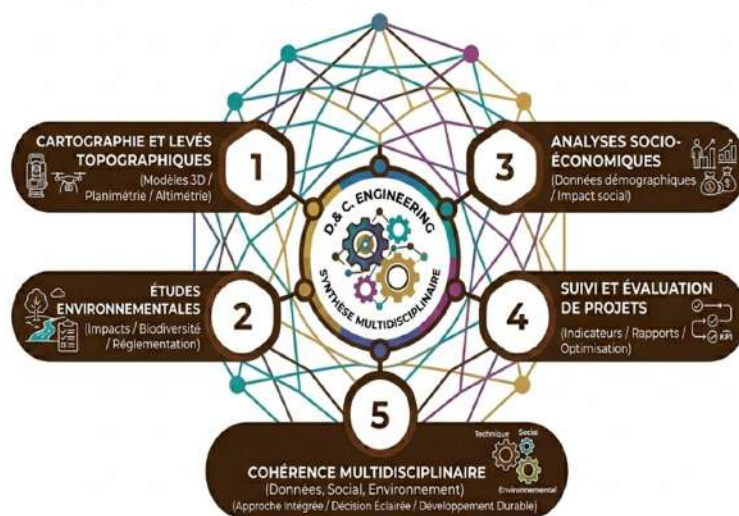 D.& C. ENGINEERING
SYNTHÈSE MULTIDISCIPLINAIRE
1
CARTOGRAPHIE ET LEVÉS
TOPOGRAPHIQUES
(Modèles 3D /
Planimétrie / Altimétrie)
2
ÉTUDES
ENVIRONNEMENTALES
(Impacts / Biodiversité
/ Réglementation)
3
ANALYSES SOCIO-
ÉCONOMIQUES
(Données démographiques
/ Impact social)
4
SUIVI ET ÉVALUATION
DE PROJETS
(Indicateurs / Rapports /
Optimisation)
KPI
5
Technique
Social
Environnemental
COHÉRENCE MULTIDISCIPLINAIRE
(Données, Social, Environnement)
(Approche Intégrée / Décision Éclairée / Développement Durable)